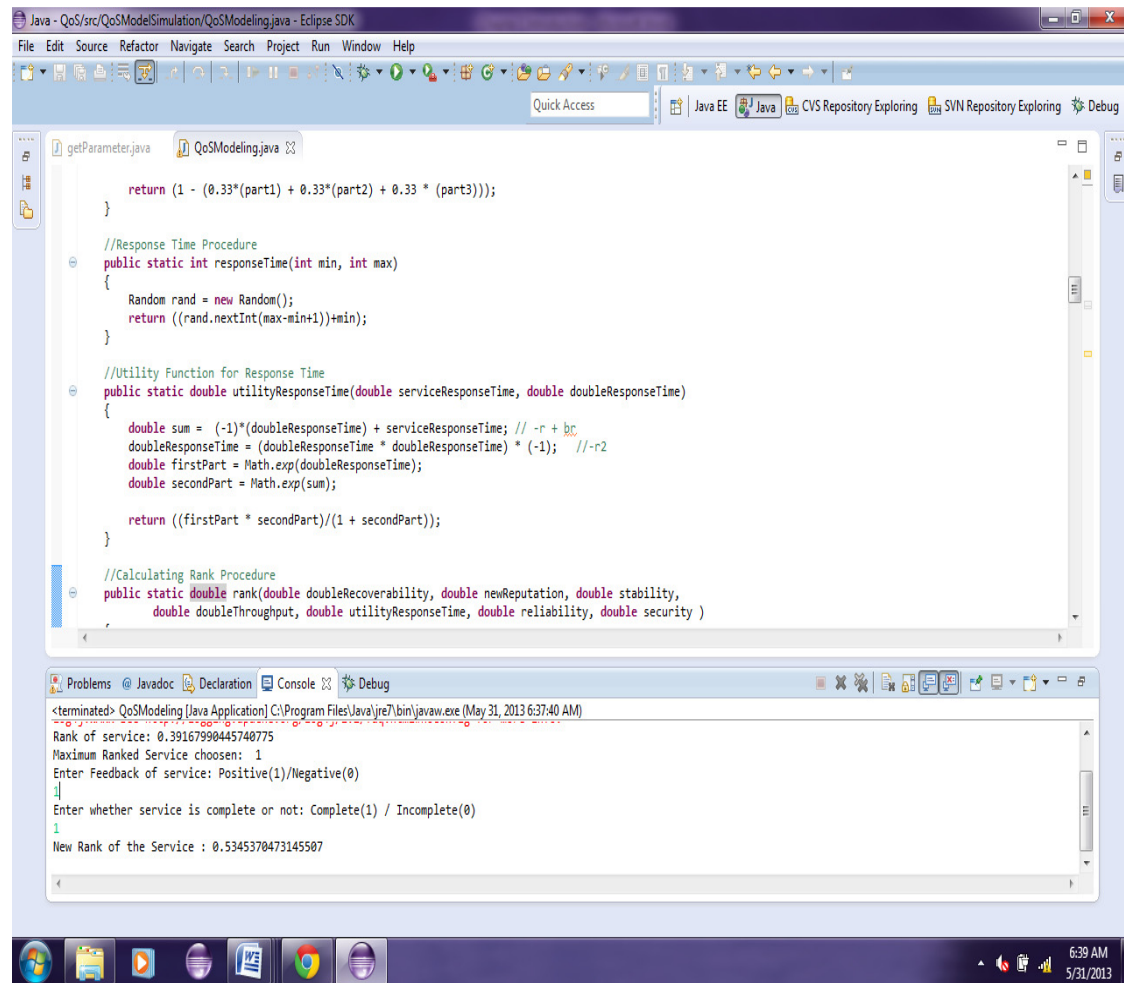 Java - QoS/src/QoSModelSimulation/QoSModeling.java - Eclipse SDK
File Edit Source Refactor Navigate Search Project Run Window Help
Quick Access
Java EE Java CVS Repository Exploring SVN Repository Exploring Debug
getParameter.java QoSModeling.java
return (1 - (0.33*(part1) + 0.33*(part2) + 0.33 * (part3)));
}
//Response Time Procedure
public static int responseTime(int min, int max)
{
Random rand = new Random();
return ((rand.nextInt(max-min+1))+min);
}
//Utility Function for Response Time
public static double utilityResponseTime(double serviceResponseTime, double doubleResponseTime)
{
double sum = (-1)*(doubleResponseTime) + serviceResponseTime; // -r + br
doubleResponseTime = (doubleResponseTime * doubleResponseTime) * (-1); //-r2
double firstPart = Math.exp(doubleResponseTime);
double secondPart = Math.exp(sum);
return ((firstPart * secondPart)/(1 + secondPart));
}
//Calculating Rank Procedure
public static double rank(double doubleRecoverability, double newReputation, double stability,
double doubleThroughput, double utilityResponseTime, double reliability, double security )
Problems @ Javadoc Declaration Console Debug
<terminated> QoSModeling [Java Application] C:\Program Files\Java\jre7\bin\javaw.exe (May 31, 2013 6:37:40 AM)
Rank of service: 0.39167990445740775
Maximum Ranked Service choosen: 1
Enter Feedback of service: Positive(1)/Negative(0)
1
Enter whether service is complete or not: Complete(1) / Incomplete(0)
1
New Rank of the Service : 0.5345370473145507
6:39 AM
5/31/2013